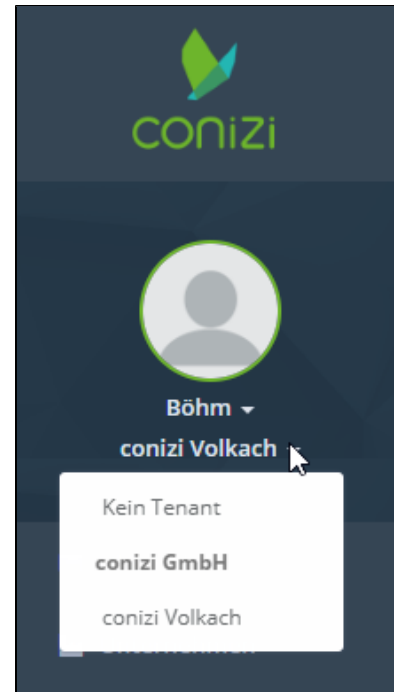 conizi
Böhm
conizi Volkach
Kein Tenant
conizi GmbH
conizi Volkach